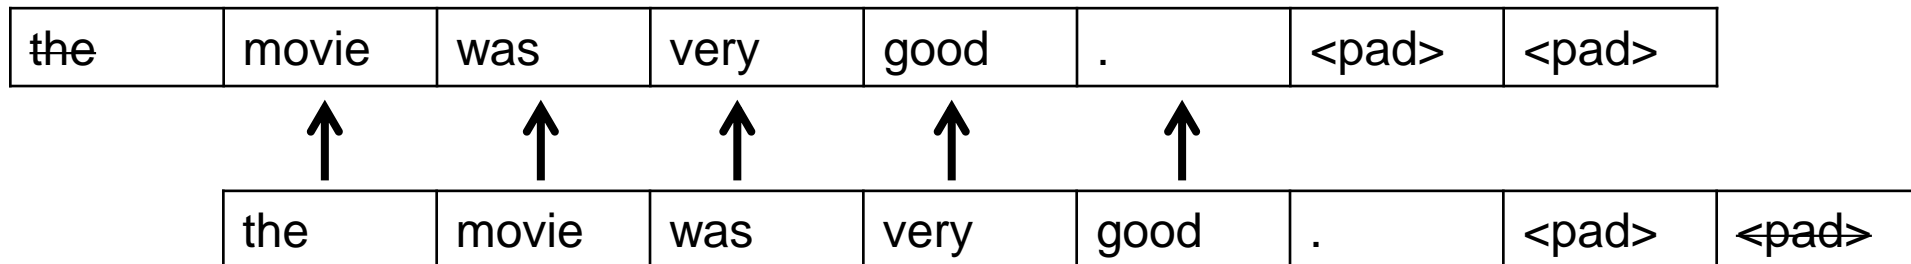 the movie was very good . <pad> <pad>
the movie was very good . <pad> <pad>